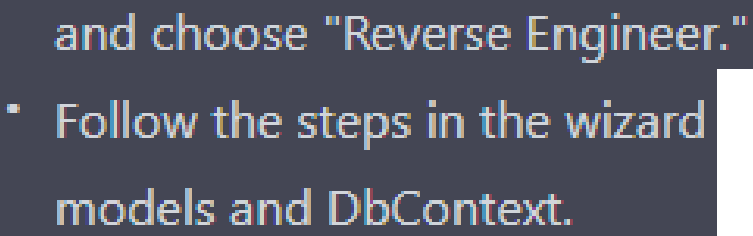 and choose "Reverse Engineer."
• Follow the steps in the wizard
models and DbContext.